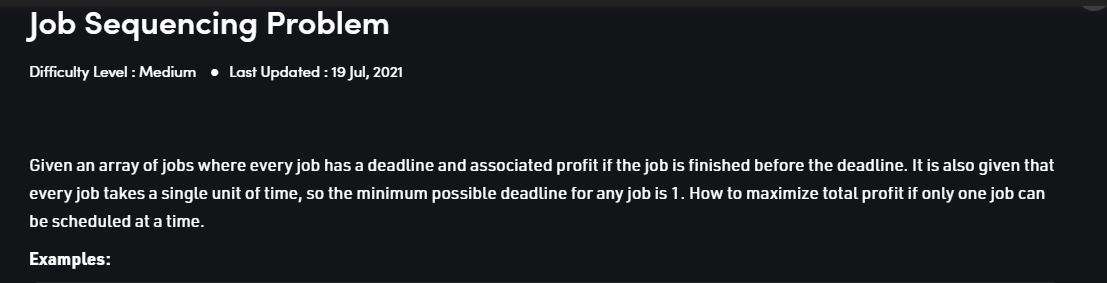 Job Sequencing Problem
Difficulty Level : Medium ● Last Updated : 19 Jul, 2021
Given an array of jobs where every job has a deadline and associated profit if the job is finished before the deadline. It is also given that
every job takes a single unit of time, so the minimum possible deadline for any job is 1. How to maximize total profit if only one job can
be scheduled at a time.
Examples: